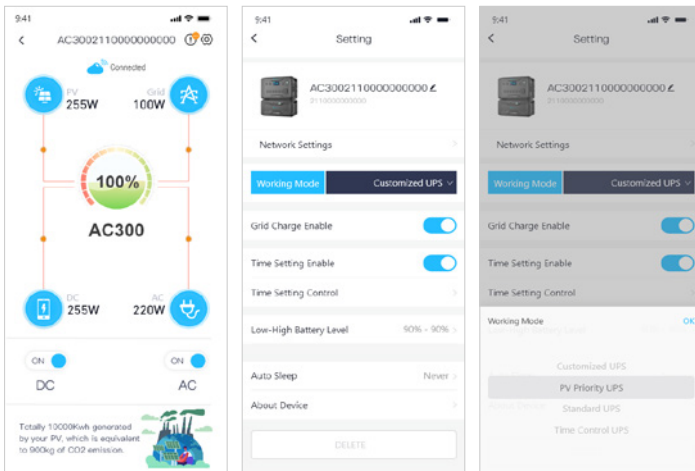 9:41
AC3002110000000000
Connected
PV
255W
Grid
100W
100%
AC300
DC
255W
AC
220W
ON
ON
DC
AC
Totally 10000Kwh generated
by your PV, which is equivalent
to 900kg of CO2 emission.
9:41
Setting
AC3002110000000000
2110000000000
Network Settings
Working Mode
Customized UPS
Grid Charge Enable
Time Setting Enable
Time Setting Control
Low-High Battery Level
90% - 90%
Auto Sleep
Never
About Device
DELETE
9:41
Setting
AC3002110000000000
2110000000000
Network Settings
Working Mode
Customized UPS
Grid Charge Enable
Time Setting Enable
Time Setting Control
Working Mode
OK
Customized UPS
PV Priority UPS
Standard UPS
Time Control UPS